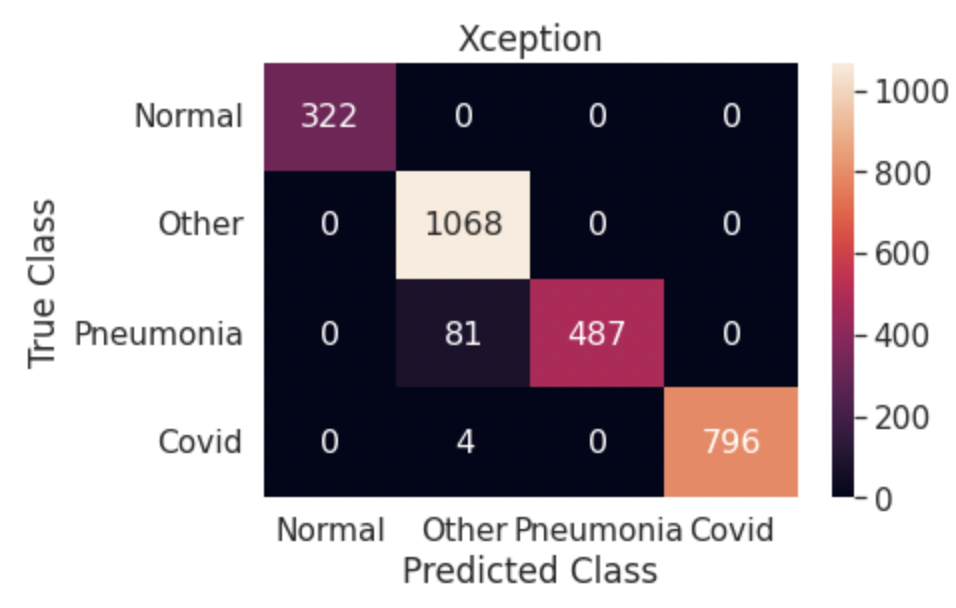 Xception
Normal 322 0 0 0
Other 0 1068 0 0
Pneumonia 0 81 487 0
Covid 0 4 0 796
Normal Other Pneumonia Covid
Predicted Class
True Class
1000
800
600
400
200
0